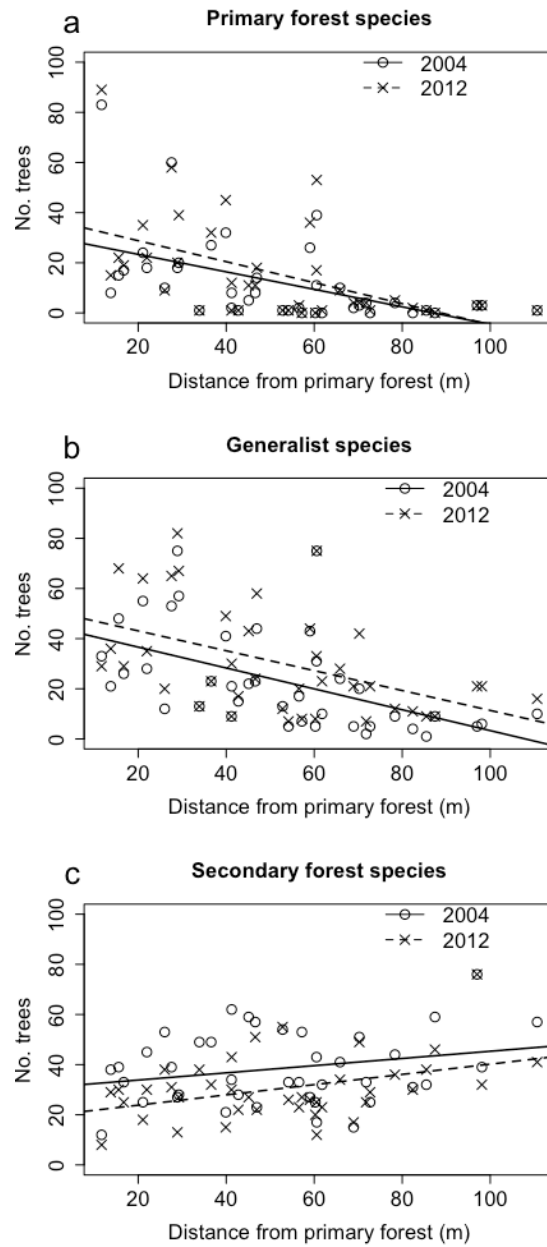 a
Primary forest species
2004
2012
No. trees
0 20 40 60 80 100
20 40 60 80 100
Distance from primary forest (m)
b
Generalist species
2004
2012
No. trees
0 20 40 60 80 100
20 40 60 80 100
Distance from primary forest (m)
c
Secondary forest species
2004
2012
No. trees
0 20 40 60 80 100
20 40 60 80 100
Distance from primary forest (m)